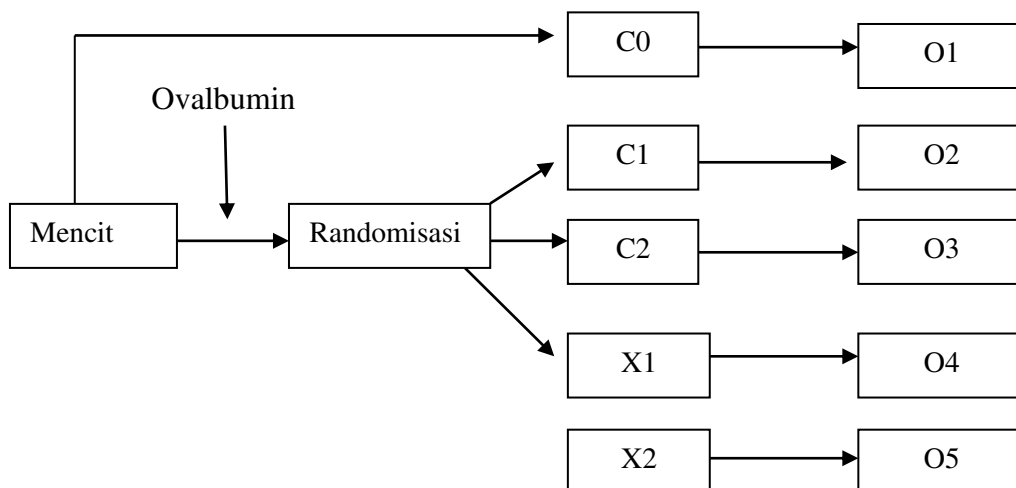 C0
O1
Ovalbumin
C1
O2
Mencit
Randomisasi
C2
O3
X1
O4
X2
O5